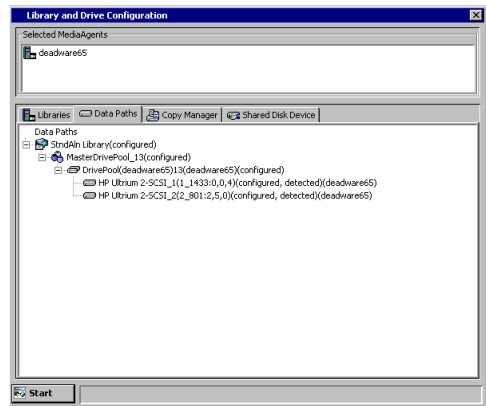 Library and Drive Configuration
Selected MediaAgents
deadware65
Libraries
Data Paths
Copy Manager
Shared Disk Device
Data Paths
StndAln Library(configured)
MasterDrivePool_13(configured)
DrivePool(deadware65)13(deadware65)(configured)
HP Ultrium 2-SCSI_1(1_1433:0,0,4)(configured, detected)(deadware65)
HP Ultrium 2-SCSI_2(2_801:2,5,0)(configured, detected)(deadware65)
Start